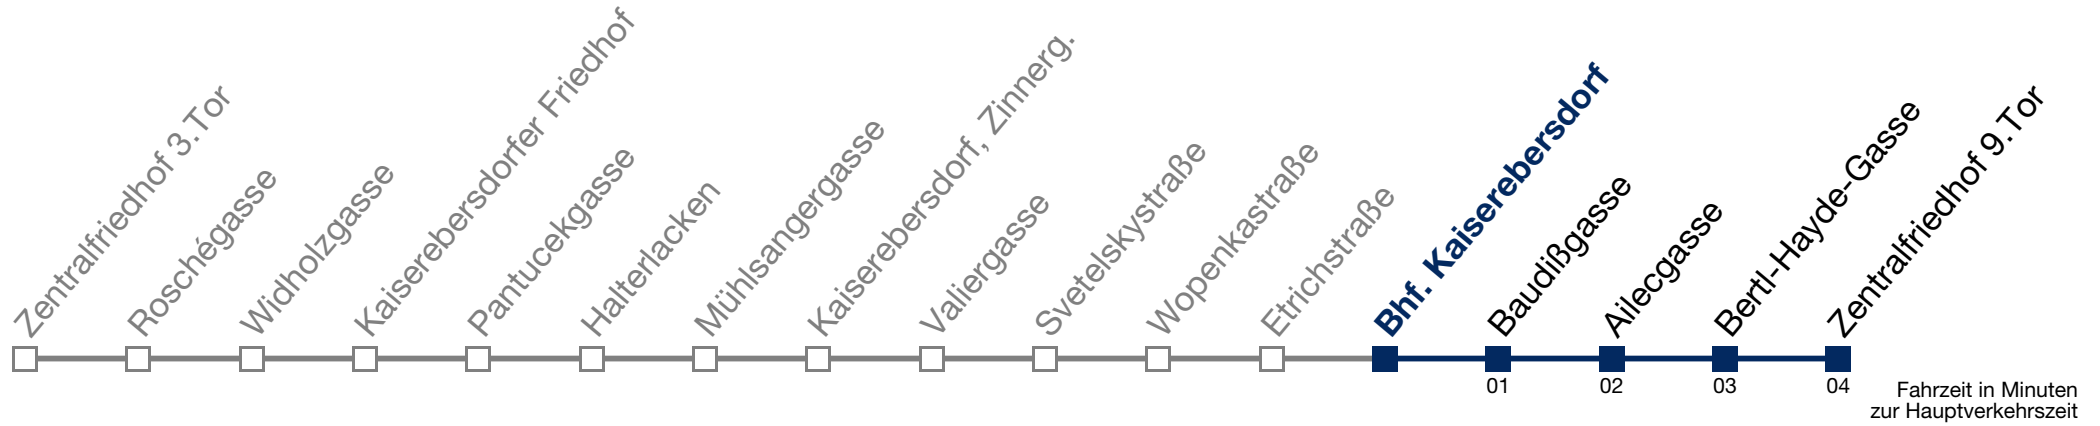 Zentralfriedhof 3.Tor
Roschégasse
Widholzgasse
Kaiserebersdorfer Friedhof
Pantucekgasse
Halterlacken
Mühlsangergasse
Kaiserebersdorf, Zinnerg.
Valiergasse
Svetelskystraße
Wopenkastraße
Etrichstraße
Bhf. Kaiserebersdorf
Baudißgasse
Ailecgasse
Bertl-Hayde-Gasse
Zentralfriedhof 9.Tor
01
02
03
04
Fahrzeit in Minuten
zur Hauptverkehrszeit